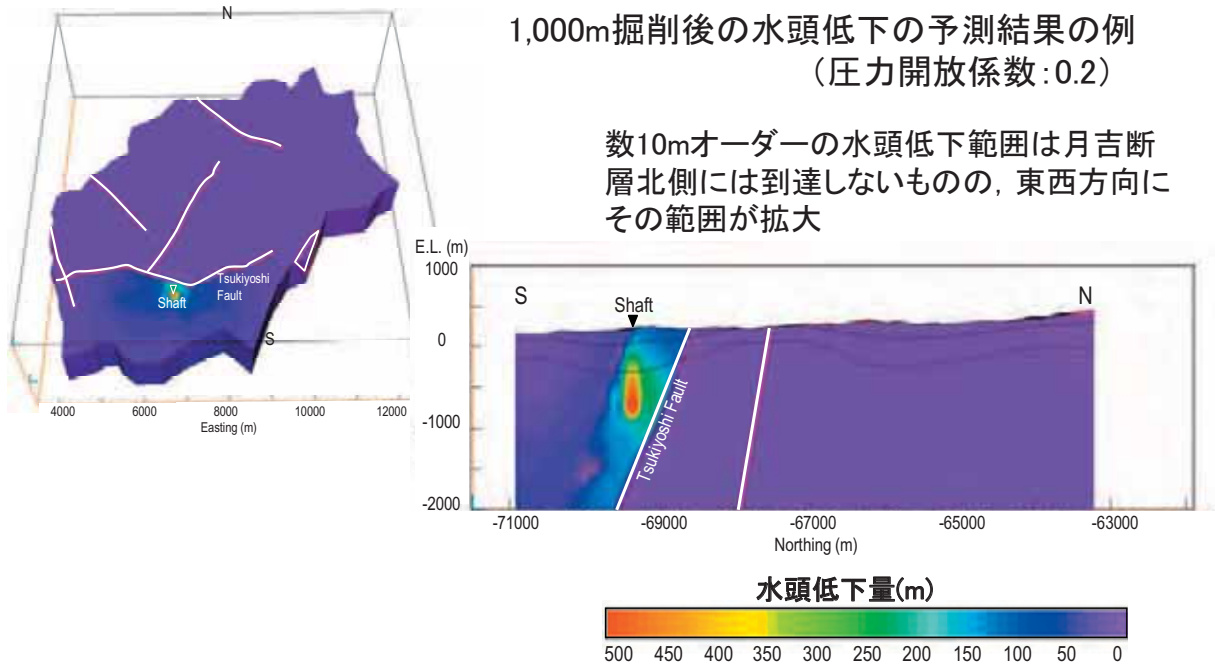 1,000m掘削後の水頭低下の予測結果の例
（圧力開放係数:0.2）
数10mオーダーの水頭低下範囲は月吉断
層北側には到達しないものの，東西方向に
その範囲が拡大
N
Tsukiyoshi
Fault
Shaft
S
4000 6000 8000 10000 12000
Easting (m)
E.L. (m)
1000
0
-1000
-2000
S
Shaft
N
Tsukiyoshi Fault
-71000 -69000 -67000 -65000 -63000
Northing (m)
水頭低下量(m)
500 450 400 350 300 250 200 150 100 50 0